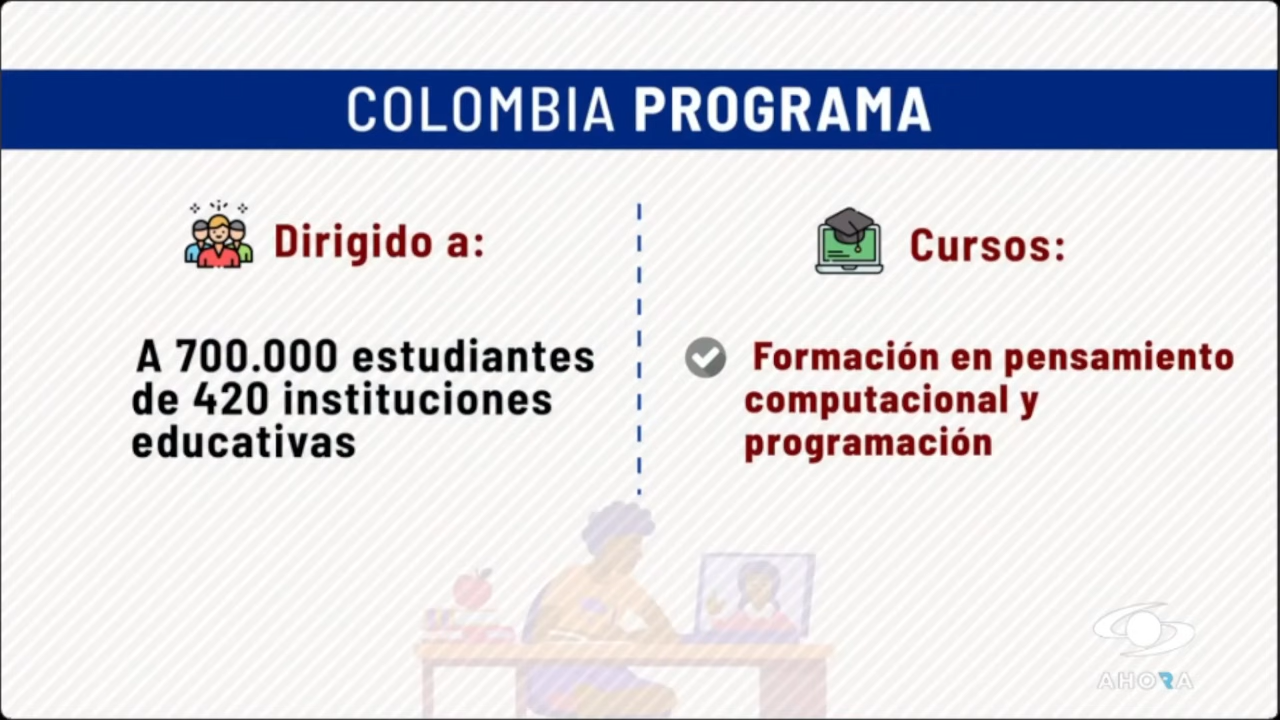 COLOMBIA PROGRAMA
Dirigido a:
A 700.000 estudiantes
de 420 instituciones
educativas
Cursos:
Formación en pensamiento
computacional y
programación
AHORA